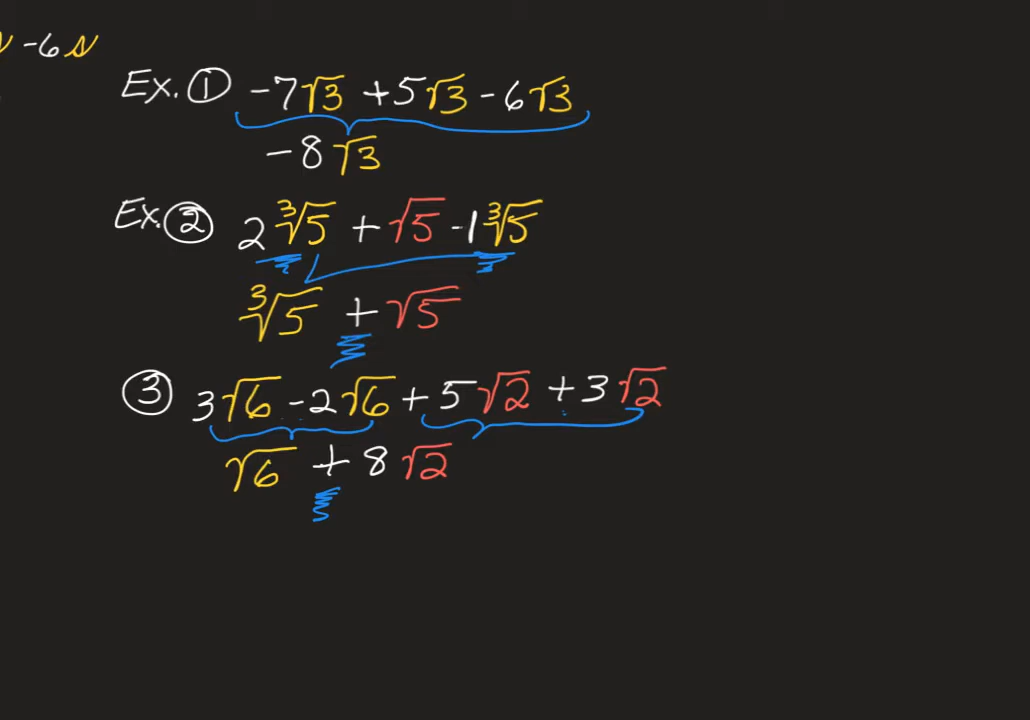 -6
Ex. ① -7√3 +5√3 -6√3
-8√3
Ex. ② 2∛5 + √5 -1∛5
∛5 + √5
③ 3√6 -2√6 + 5√2 + 3√2
√6 + 8√2